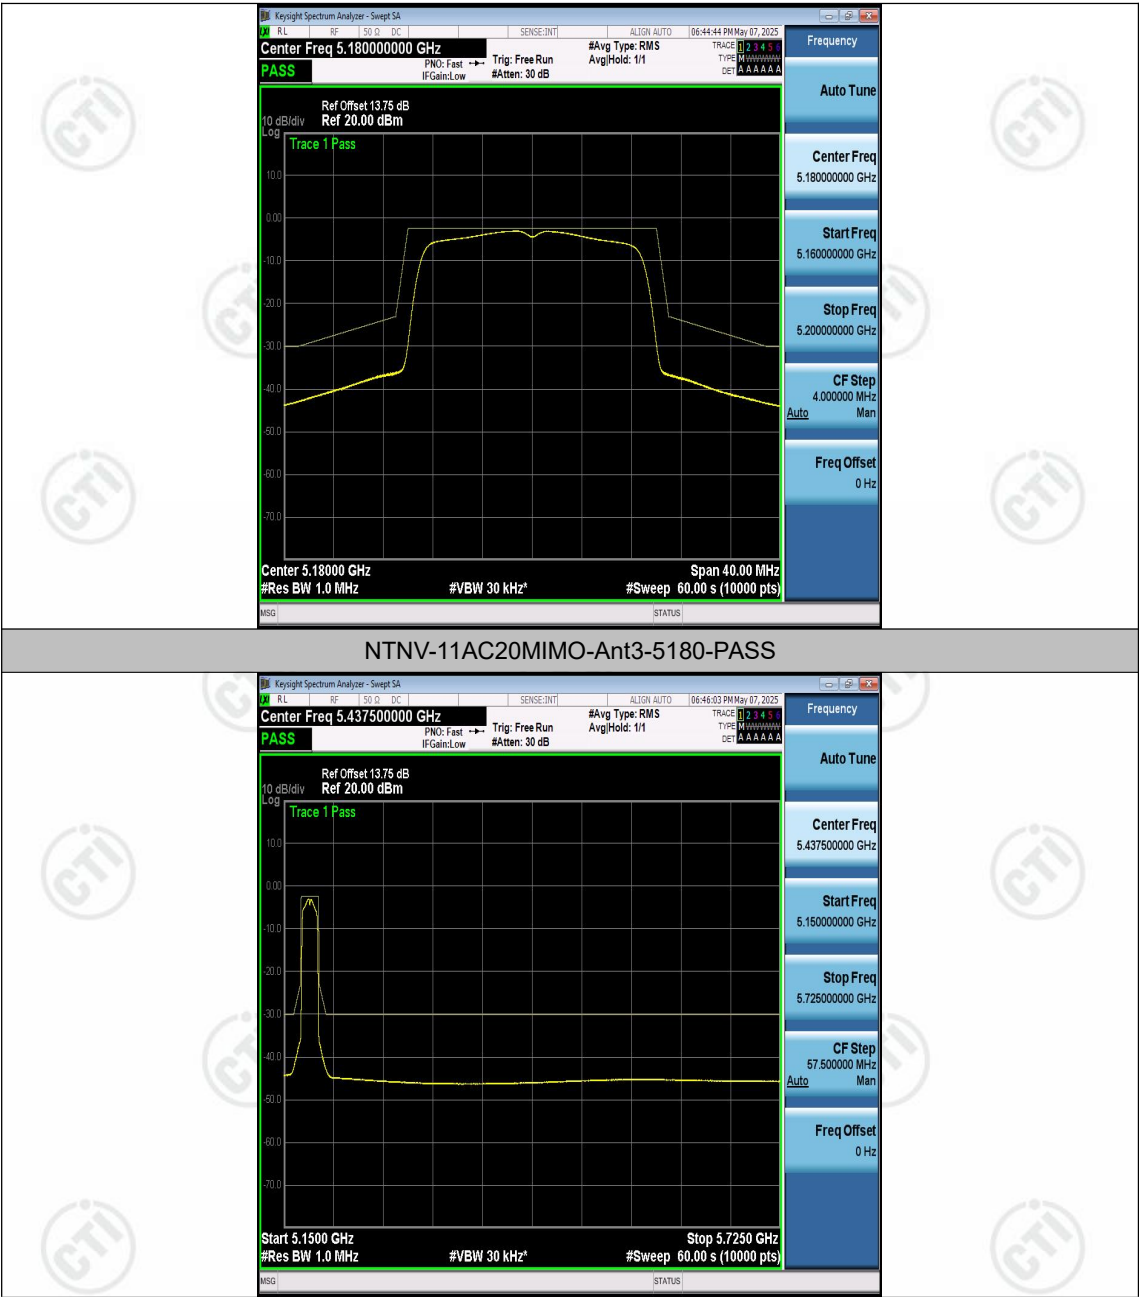 Keysight Spectrum Analyzer - Swept SA
RL RF 50 Ω DC SENSE:INT ALIGN AUTO 06:44:44 PM May 07, 2025
Center Freq 5.180000000 GHz
PASS
PNO: Fast
IFGain:Low
Trig: Free Run
#Atten: 30 dB
#Avg Type: RMS
Avg|Hold: 1/1
TRACE 1 2 3 4 5 6
TYPE M WWWWW
DET A A A A A A
Ref Offset 13.75 dB
10 dB/div Ref 20.00 dBm
Log
Trace 1 Pass
10.0
0.00
-10.0
-20.0
-30.0
-40.0
-50.0
-60.0
-70.0
Center 5.18000 GHz Span 40.00 MHz
#Res BW 1.0 MHz #VBW 30 kHz* #Sweep 60.00 s (10000 pts)
MSG STATUS
Frequency
Auto Tune
Center Freq
5.180000000 GHz
Start Freq
5.160000000 GHz
Stop Freq
5.200000000 GHz
CF Step
4.000000 MHz
Auto Man
Freq Offset
0 Hz
NTNV-11AC20MIMO-Ant3-5180-PASS
Keysight Spectrum Analyzer - Swept SA
RL RF 50 Ω DC SENSE:INT ALIGN AUTO 06:46:03 PM May 07, 2025
Center Freq 5.437500000 GHz
PASS
PNO: Fast
IFGain:Low
Trig: Free Run
#Atten: 30 dB
#Avg Type: RMS
Avg|Hold: 1/1
TRACE 1 2 3 4 5 6
TYPE M WWWWW
DET A A A A A A
Ref Offset 13.75 dB
10 dB/div Ref 20.00 dBm
Log
Trace 1 Pass
10.0
0.00
-10.0
-20.0
-30.0
-40.0
-50.0
-60.0
-70.0
Start 5.1500 GHz Stop 5.7250 GHz
#Res BW 1.0 MHz #VBW 30 kHz* #Sweep 60.00 s (10000 pts)
MSG STATUS
Frequency
Auto Tune
Center Freq
5.437500000 GHz
Start Freq
5.150000000 GHz
Stop Freq
5.725000000 GHz
CF Step
57.500000 MHz
Auto Man
Freq Offset
0 Hz
CTI
CTI
CTI
CTI
CTI
CTI
CTI
CTI
CTI
CTI
CTI
CTI